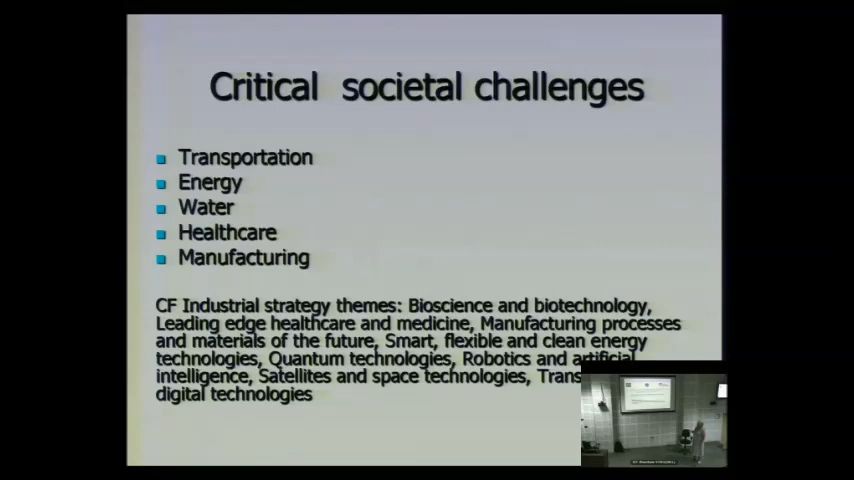 Critical societal challenges
Transportation
Energy
Water
Healthcare
Manufacturing
CF Industrial strategy themes: Bioscience and biotechnology,
Leading edge healthcare and medicine, Manufacturing processes
and materials of the future, Smart, flexible and clean energy
technologies, Quantum technologies, Robotics and artificial
intelligence, Satellites and space technologies,
digital technologies